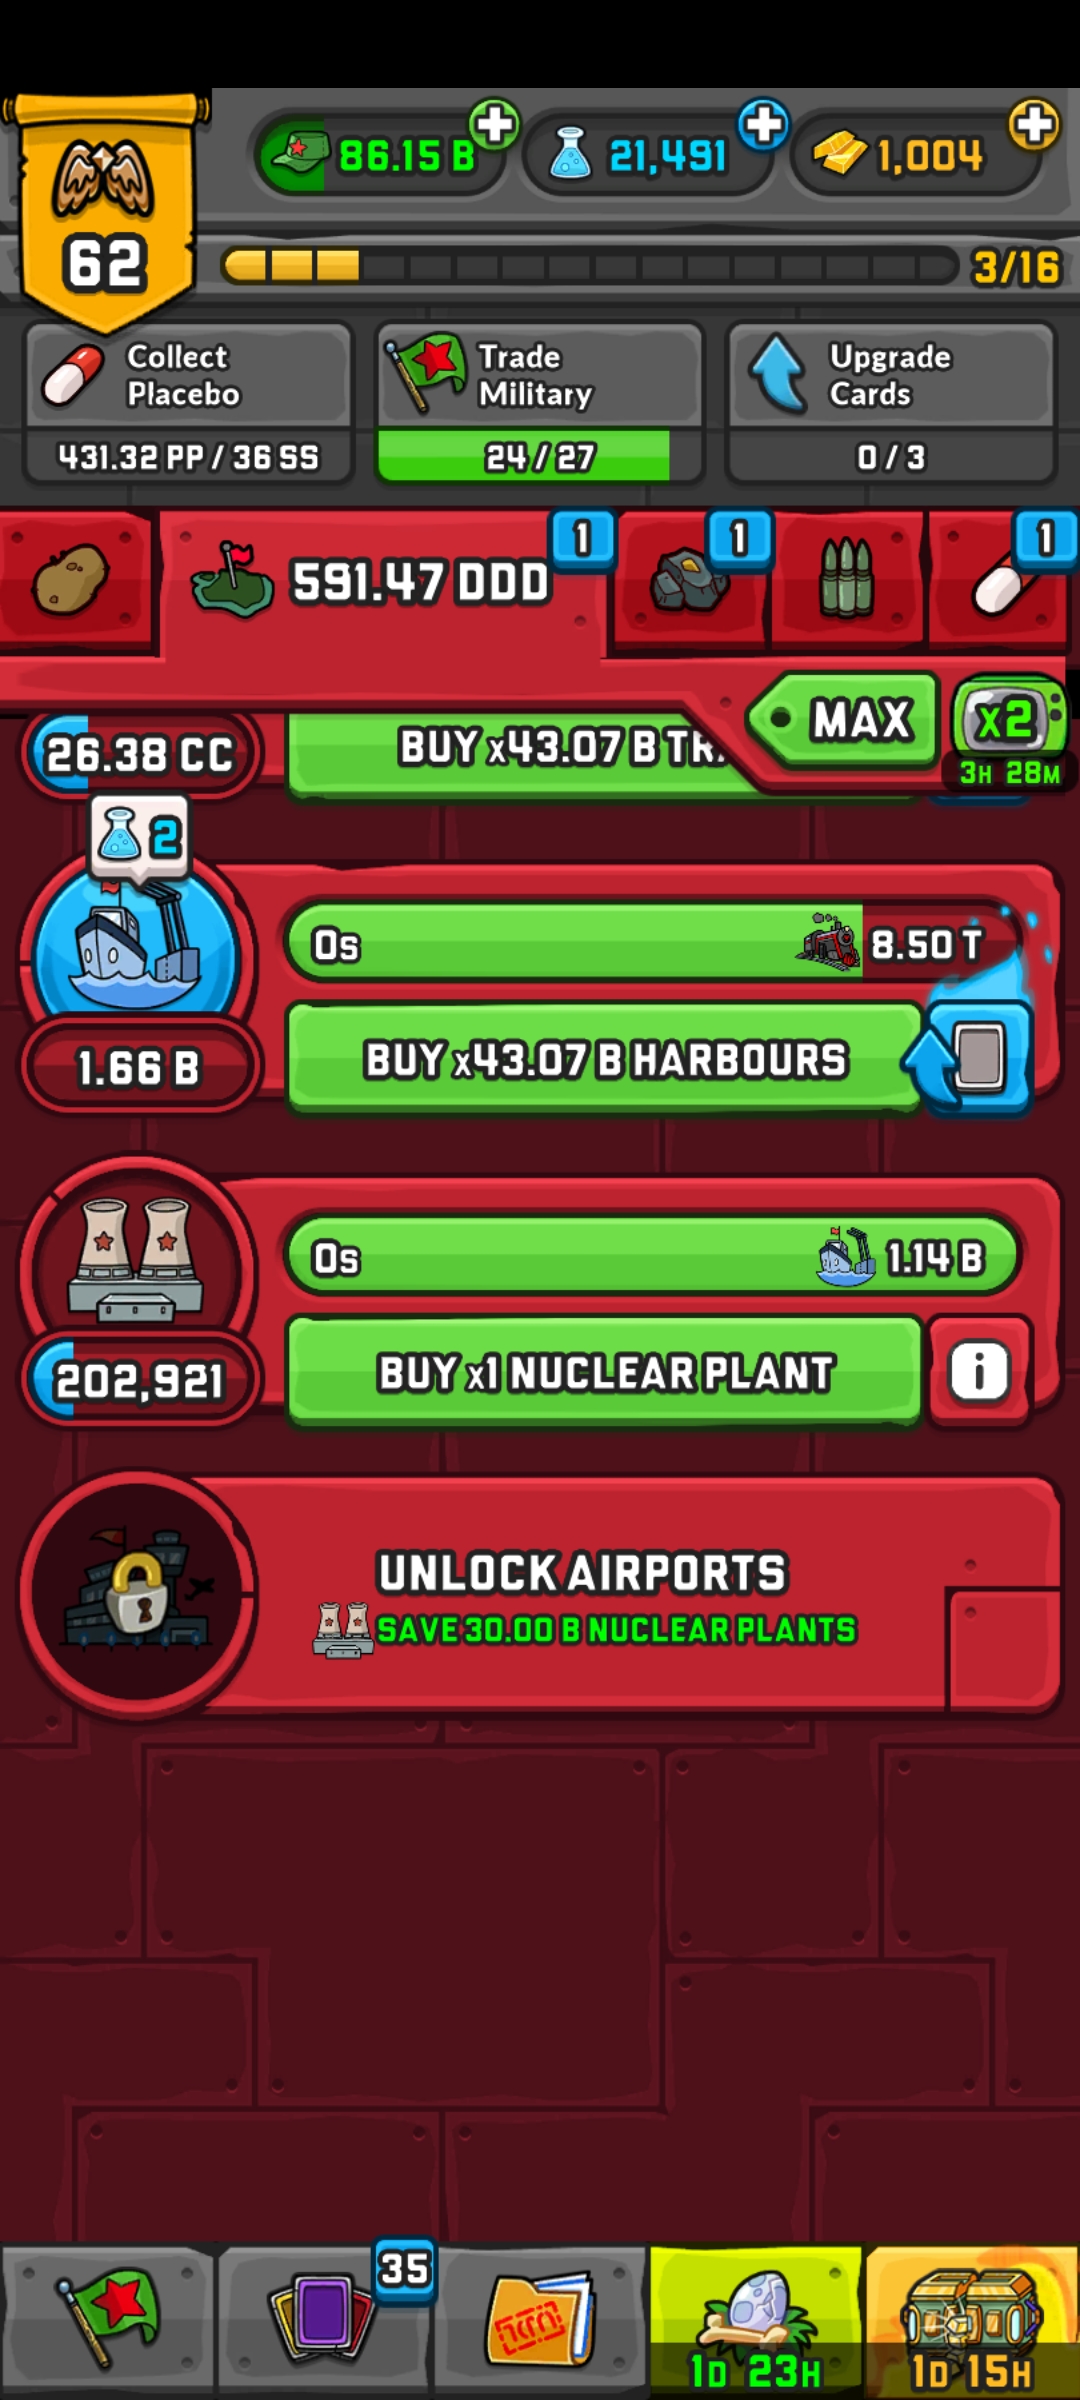 86.15 B
21,491
1,004
62
3/16
Collect
Placebo
431.32 PP / 36 SS
Trade
Military
24 / 27
Upgrade
Cards
0 / 3
591.47 DDD
1
1
1
MAX
x2
3H 28M
26.38 CC
BUY x43.07 B
2
0s
8.50 T
1.66 B
BUY x43.07 B HARBOURS
0s
1.14 B
202,921
BUY x1 NUCLEAR PLANT
i
UNLOCK AIRPORTS
SAVE 30.00 B NUCLEAR PLANTS
35
1D 23H
1D 15H